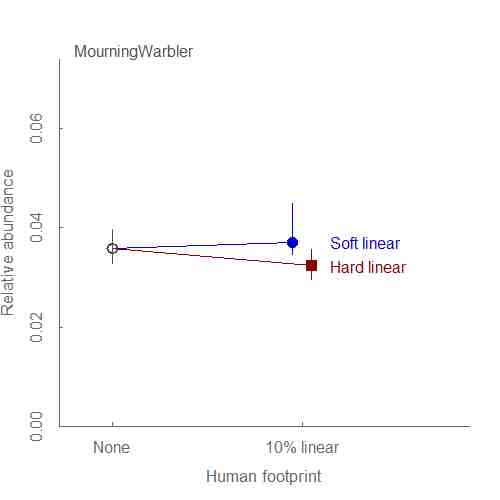 MourningWarbler
Relative abundance
0.06
0.04
0.02
0.00
Soft linear
Hard linear
None
10% linear
Human footprint